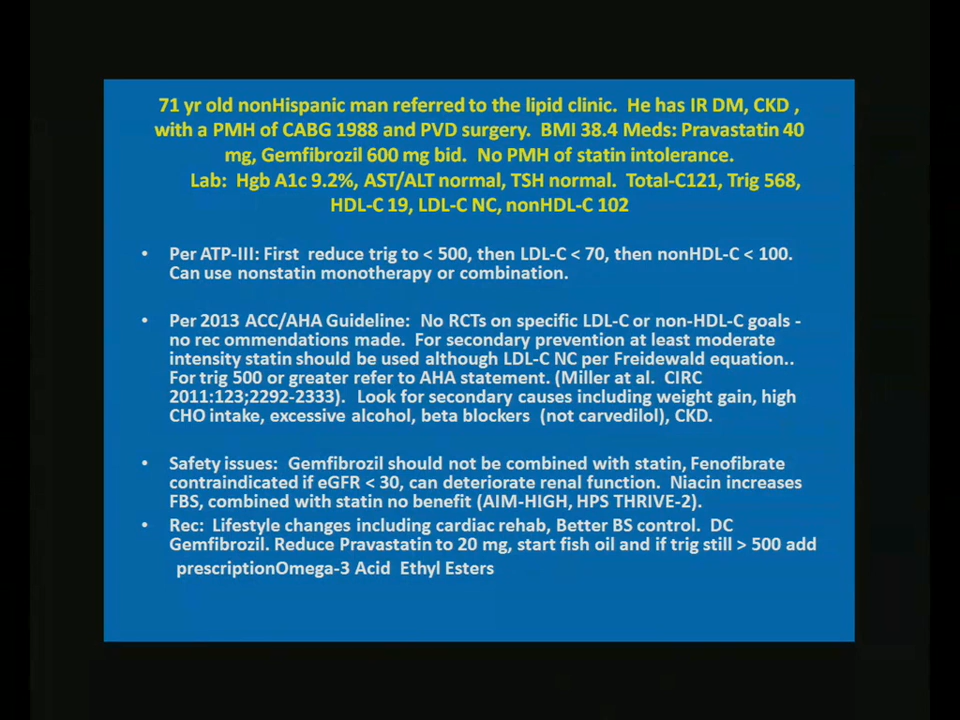 71 yr old nonHispanic man referred to the lipid clinic. He has IR DM, CKD ,
with a PMH of CABG 1988 and PVD surgery. BMI 38.4 Meds: Pravastatin 40
mg, Gemfibrozil 600 mg bid. No PMH of statin intolerance.
Lab: Hgb A1c 9.2%, AST/ALT normal, TSH normal. Total-C121, Trig 568,
HDL-C 19, LDL-C NC, nonHDL-C 102
• Per ATP-III: First reduce trig to < 500, then LDL-C < 70, then nonHDL-C < 100.
Can use nonstatin monotherapy or combination.
• Per 2013 ACC/AHA Guideline: No RCTs on specific LDL-C or non-HDL-C goals -
no rec ommendations made. For secondary prevention at least moderate
intensity statin should be used although LDL-C NC per Freidewald equation..
For trig 500 or greater refer to AHA statement. (Miller at al. CIRC
2011:123;2292-2333). Look for secondary causes including weight gain, high
CHO intake, excessive alcohol, beta blockers (not carvedilol), CKD.
• Safety issues: Gemfibrozil should not be combined with statin, Fenofibrate
contraindicated if eGFR < 30, can deteriorate renal function. Niacin increases
FBS, combined with statin no benefit (AIM-HIGH, HPS THRIVE-2).
• Rec: Lifestyle changes including cardiac rehab, Better BS control. DC
Gemfibrozil. Reduce Pravastatin to 20 mg, start fish oil and if trig still > 500 add
prescriptionOmega-3 Acid Ethyl Esters